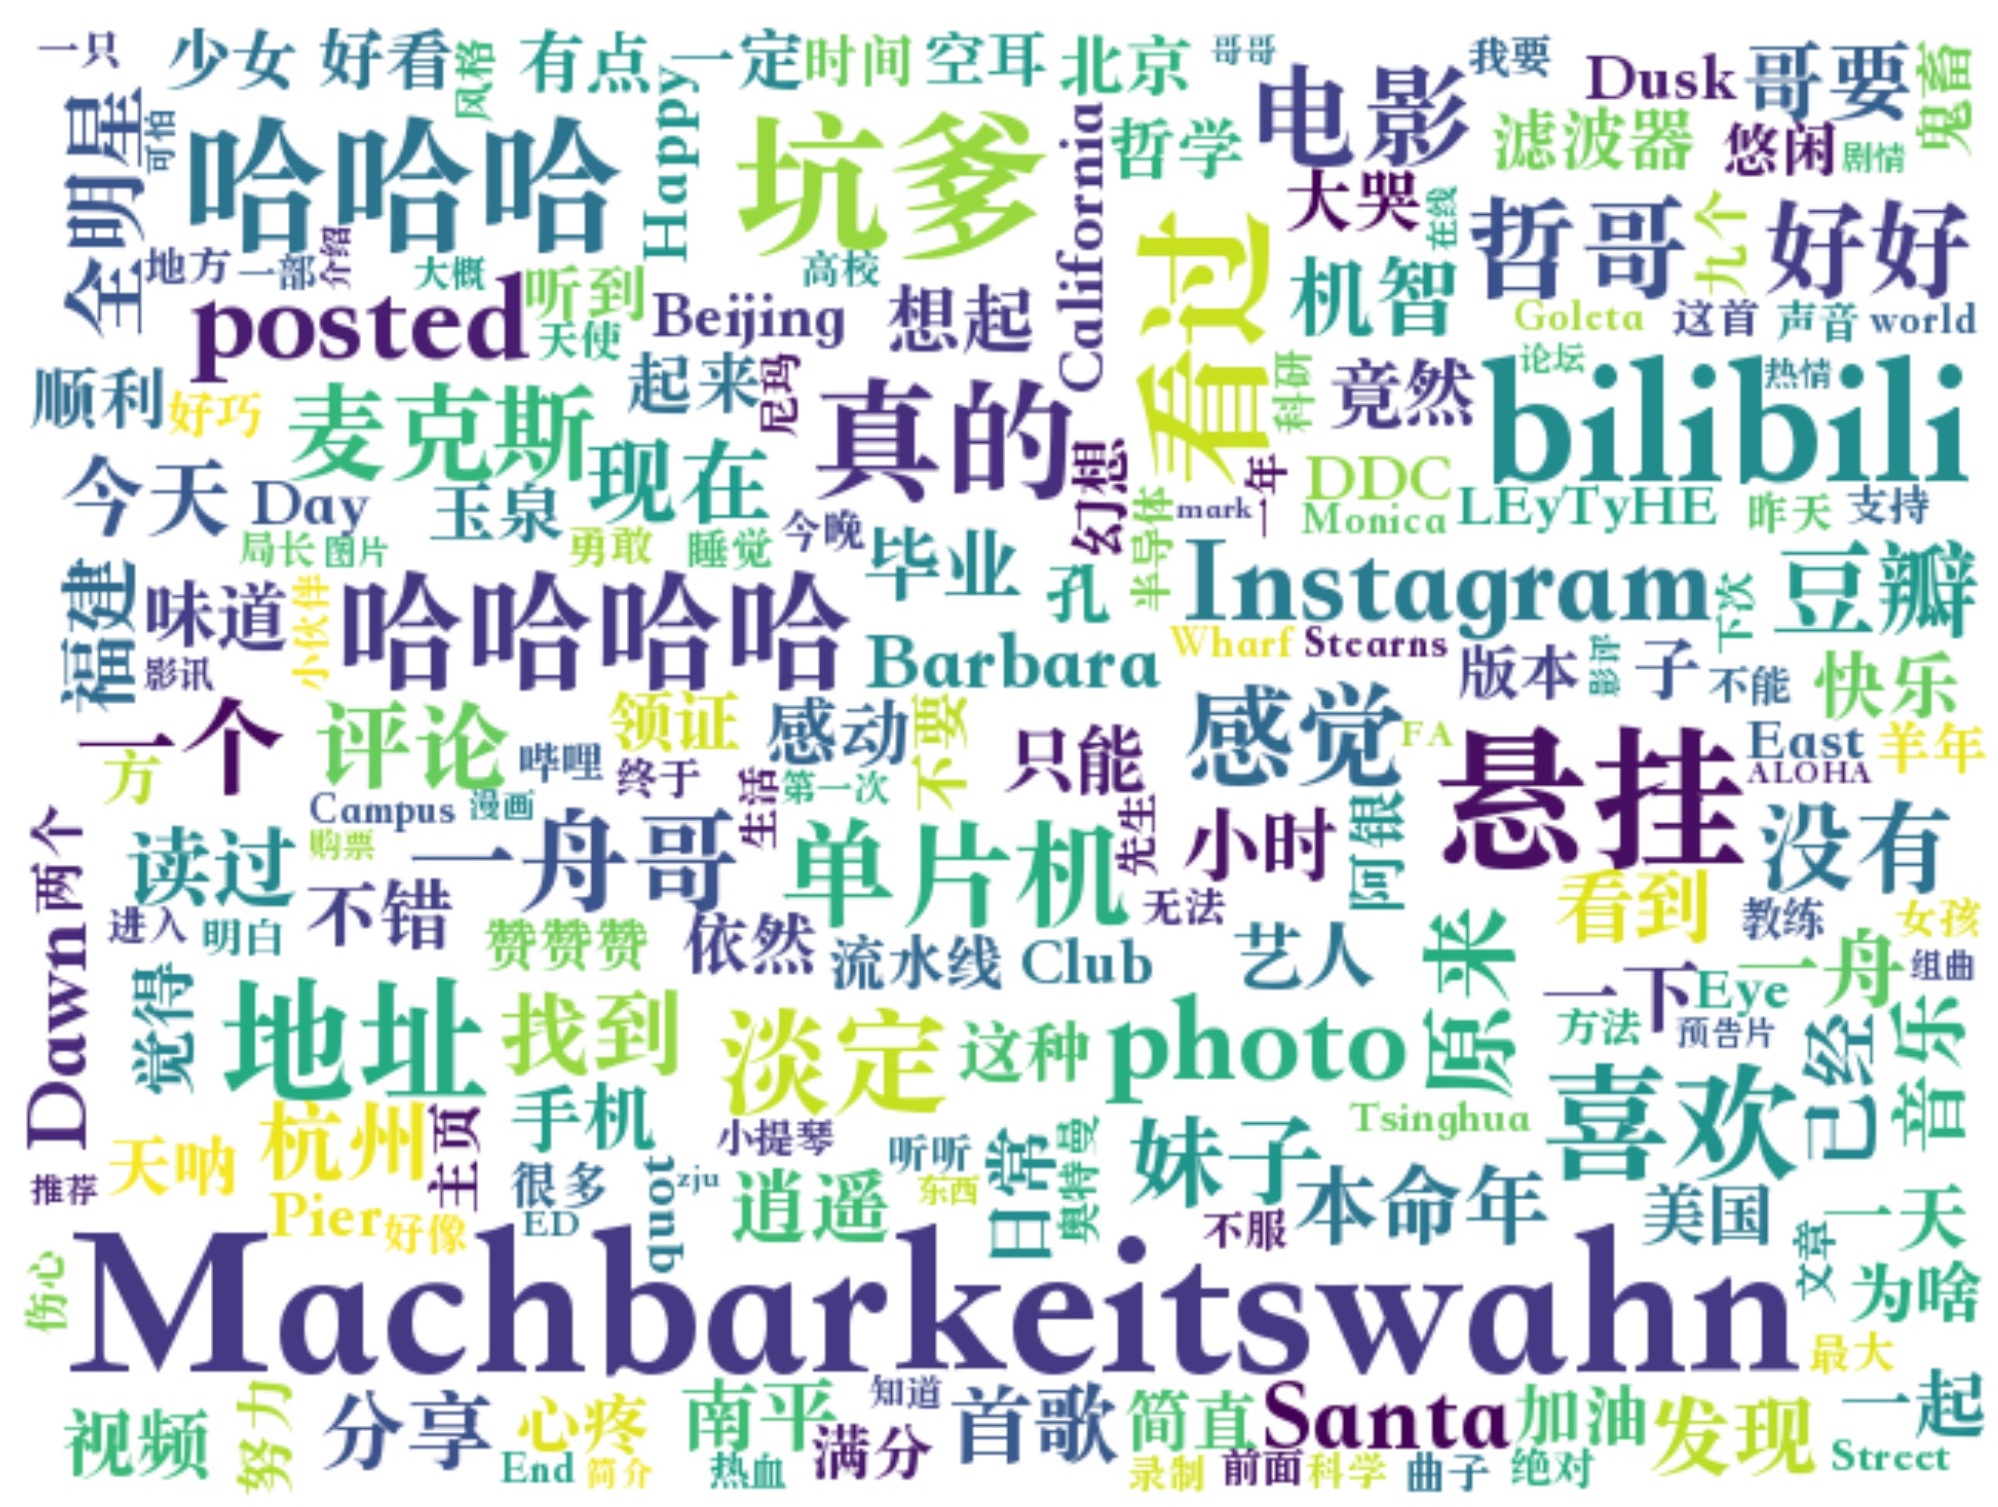 一只 少女 好看 风格 有点 一定 时间 空耳 北京 哥哥 我要 Dusk 哥要 鬼畜
全明星 可怕 哈哈哈 Happy 坑爹 California 哲学 电影 滤波器 悠闲 剧情
大哭 在线 哲哥 九个 好好
地方 一部 介绍 大概 听到 高校 看过 机智
posted 天使 Beijing 想起 Goleta 这首 声音 world
顺利 好巧 麦克斯 起来 尼玛 真的 科研 竟然 论坛 bilibili 热情
今天 Day 玉泉 现在 幻想 一年 DDC LEyTyHE 昨天 支持
局长 图片 勇敢 睡觉 今晚 毕业 半导体 mark Monica
福建 味道 小伙伴 哈哈哈哈 孔 Instagram 下次 豆瓣
影讯 Barbara Wharf Stearns 版本 影评 子 不能 快乐
一个 评论 领证 感动 不要 只能 感觉 FA 悬挂 East 羊年
方 哔哩 终于 生活 第一次 ALOHA
Campus 漫画 一舟哥 单片机 先生 小时 阿银 没有
两个 读过 购票 不错 无法 看到 教练 女孩
进入 明白 赞赞赞 依然 流水线 Club 艺人 原来 一下 Eye 一舟 组曲
Dawn 觉得 地址 找到 淡定 这种 photo 方法 预告片 已经 音乐
杭州 主页 手机 小提琴 听听 日常 奥特曼 妹子 Tsinghua 喜欢
推荐 天呐 很多 tonq zju 逍遥 东西 本命年 美国 一天
Pier 好像 ED 不服 文章 为啥
伤心 Machbarkeitswahn 最大
视频 努力 分享 心疼 南平 知道 首歌 简直 Santa 加油 发现 一起
End 简介 热血 满分 录制 前面 科学 曲子 绝对 Street